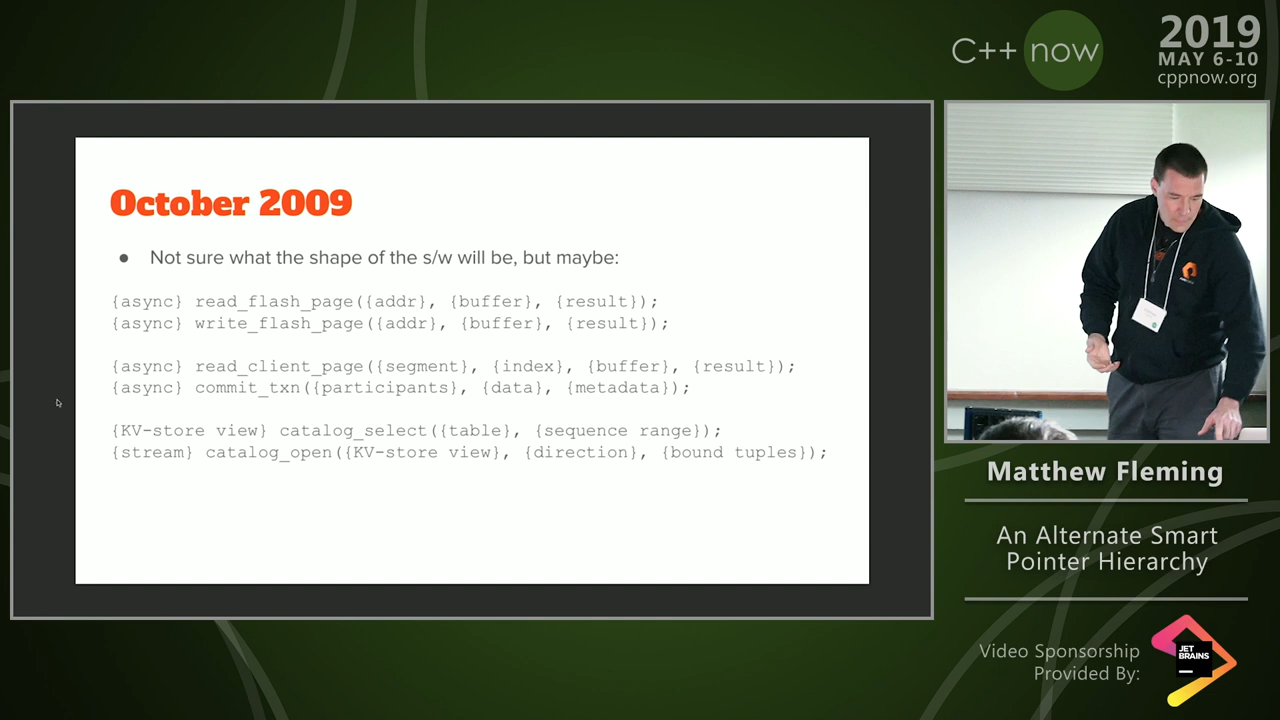 C++ now
2019
MAY 6-10
cppnow.org
October 2009
● Not sure what the shape of the s/w will be, but maybe:
{async} read_flash_page({addr}, {buffer}, {result});
{async} write_flash_page({addr}, {buffer}, {result});
{async} read_client_page({segment}, {index}, {buffer}, {result});
{async} commit_txn({participants}, {data}, {metadata});
{KV-store view} catalog_select({table}, {sequence range});
{stream} catalog_open({KV-store view}, {direction}, {bound tuples});
Matthew Fleming
An Alternate Smart
Pointer Hierarchy
Video Sponsorship
Provided By:
JET
BRAINS